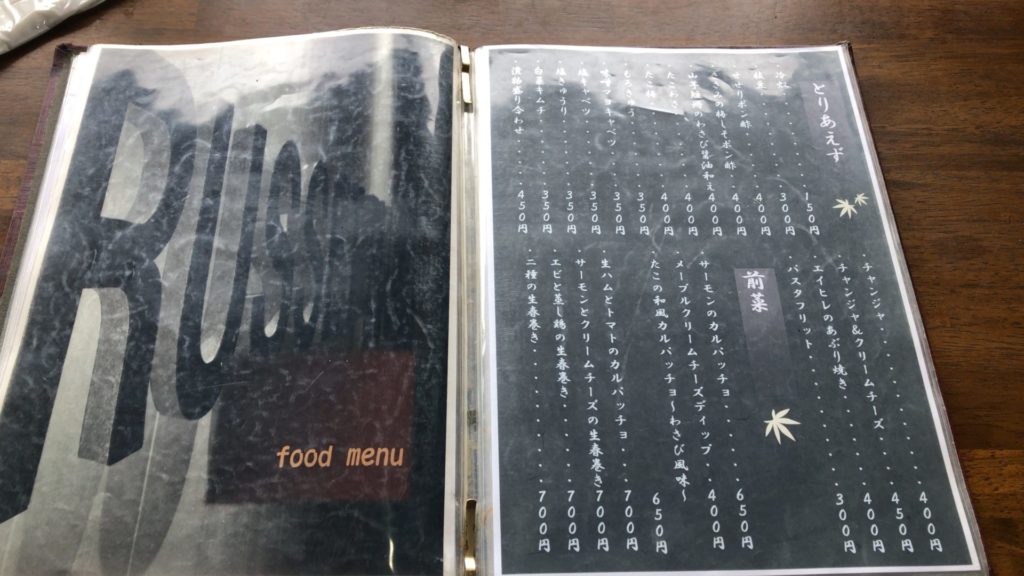 food menu
とりあえず
150円
300円
ポン酢 400円
梅しそポン酢 400円
わさび醤油和え 400円
400円
もろきゅう 350円
キャベツ 350円
塩キャベツ 350円
塩きゅうり 350円
白菜キムチ 350円
盛り合わせ 450円
チャンジャ 400円
チャンジャ&クリームチーズ 450円
エイヒレのあぶり焼き 400円
パスタフリット 300円
前菜
サーモンのカルパッチョ 650円
メープルクリームチーズディップ 400円
たこの和風カルパッチョ〜わさび風味〜 650円
生ハムとトマトのカルパッチョ 700円
サーモンとクリームチーズの生春巻き 700円
エビと蒸し鶏の生春巻き 700円
二種の生春巻き 700円